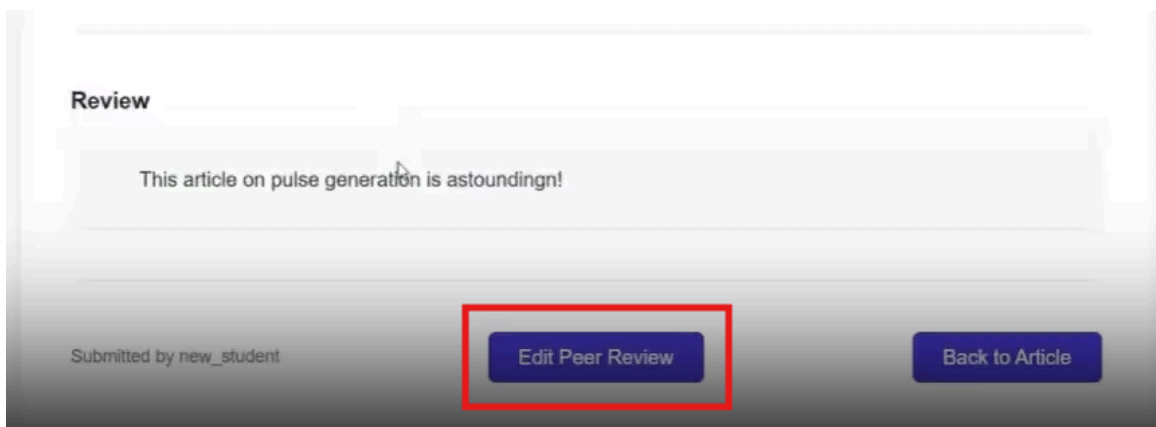 Review
This article on pulse generation is astoundingn!
Submitted by new_student
Edit Peer Review
Back to Article